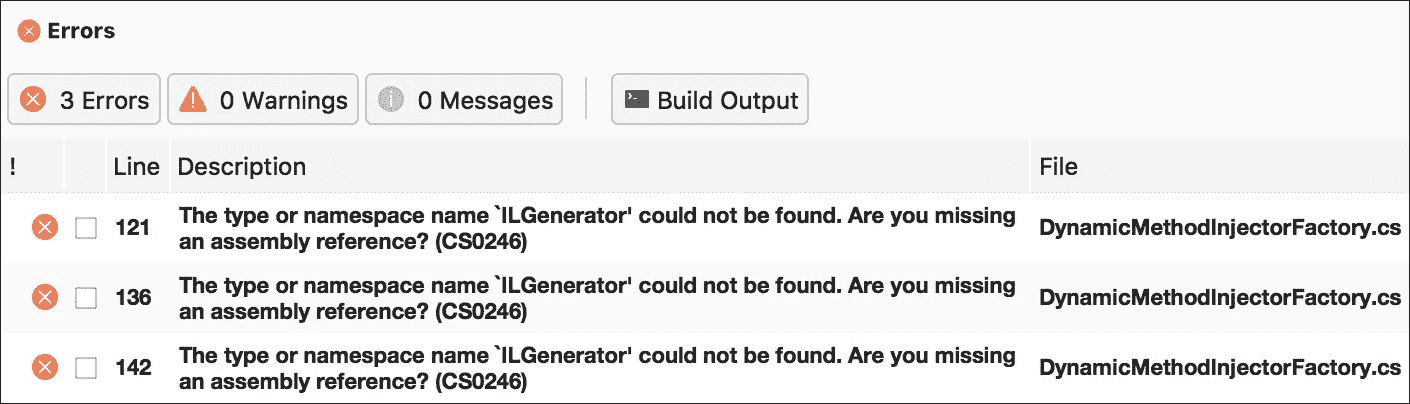 Errors
3 Errors
0 Warnings
0 Messages
Build Output
! Line Description File
121 The type or namespace name `ILGenerator' could not be found. Are you missing
an assembly reference? (CS0246) DynamicMethodInjectorFactory.cs
136 The type or namespace name `ILGenerator' could not be found. Are you missing
an assembly reference? (CS0246) DynamicMethodInjectorFactory.cs
142 The type or namespace name `ILGenerator' could not be found. Are you missing
an assembly reference? (CS0246) DynamicMethodInjectorFactory.cs